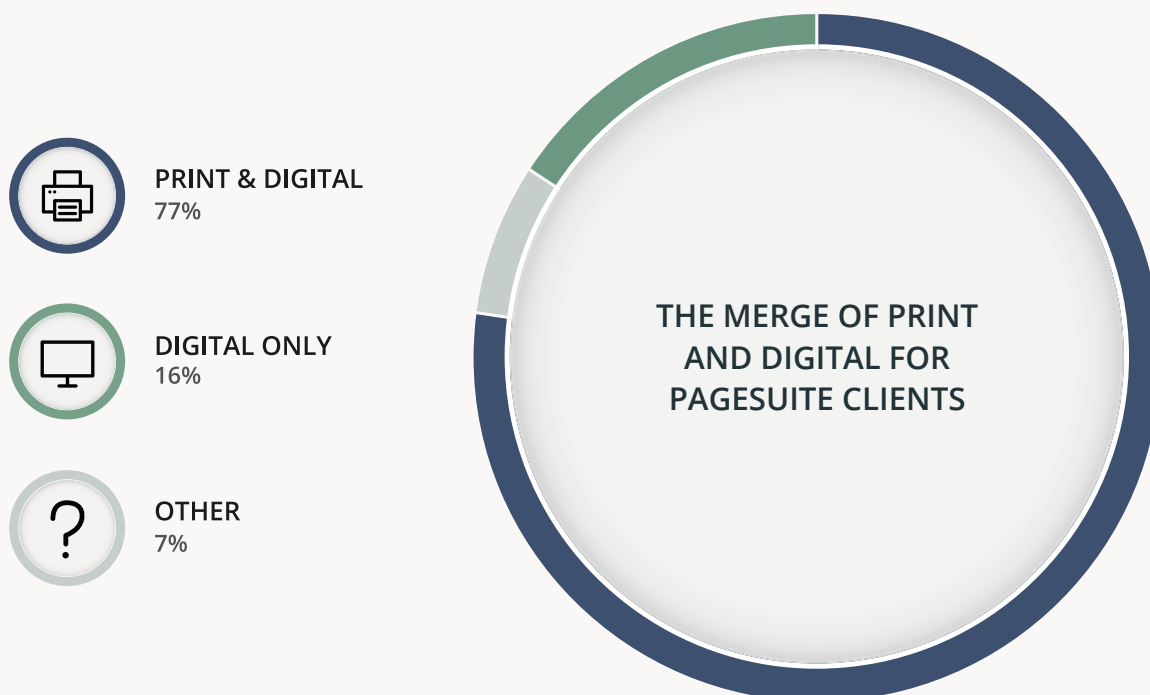 PRINT & DIGITAL
77%
DIGITAL ONLY
16%
OTHER
7%
THE MERGE OF PRINT
AND DIGITAL FOR
PAGESUITE CLIENTS